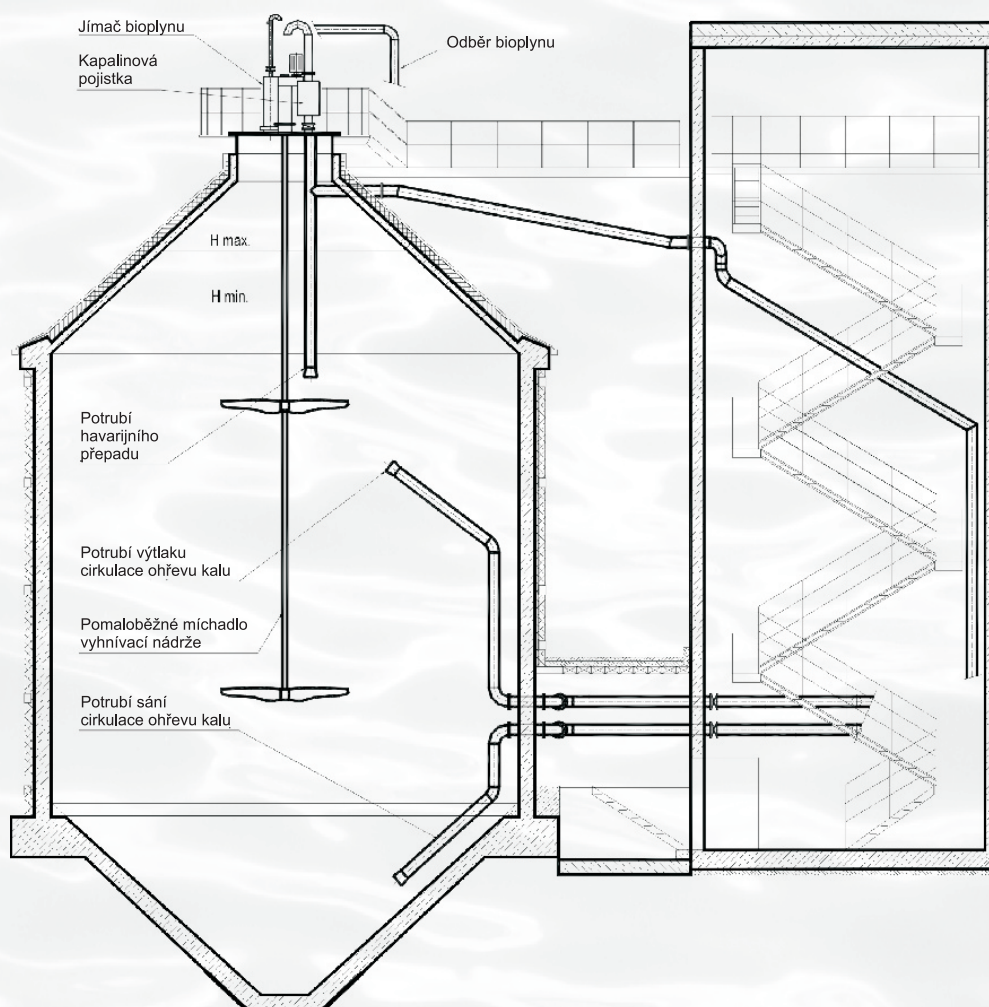 Jímač bioplynu
Kapalinová
pojistka
Odběr bioplynu
H max.
H min.
Potrubí
havarijního
přepadu
Potrubí výtlaku
cirkulace ohřevu kalu
Pomaloběžné míchadlo
vyhnívací nádrže
Potrubí sání
cirkulace ohřevu kalu